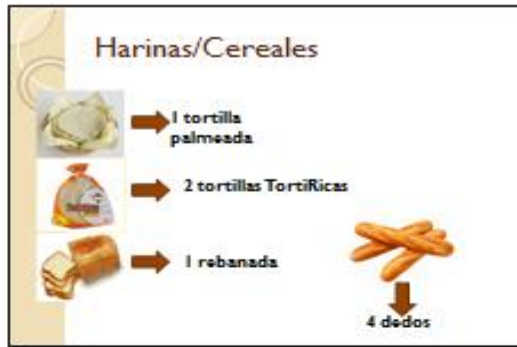 Harinas/Cereales
1 tortilla
palmeada
2 tortillas TortiRicas
1 rebanada
4 dedos